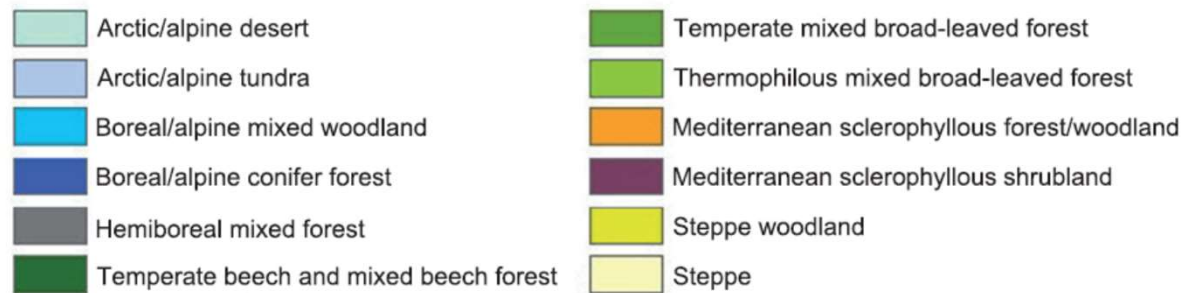 Arctic/alpine desert
Arctic/alpine tundra
Boreal/alpine mixed woodland
Boreal/alpine conifer forest
Hemiboreal mixed forest
Temperate beech and mixed beech forest
Temperate mixed broad-leaved forest
Thermophilous mixed broad-leaved forest
Mediterranean sclerophyllous forest/woodland
Mediterranean sclerophyllous shrubland
Steppe woodland
Steppe